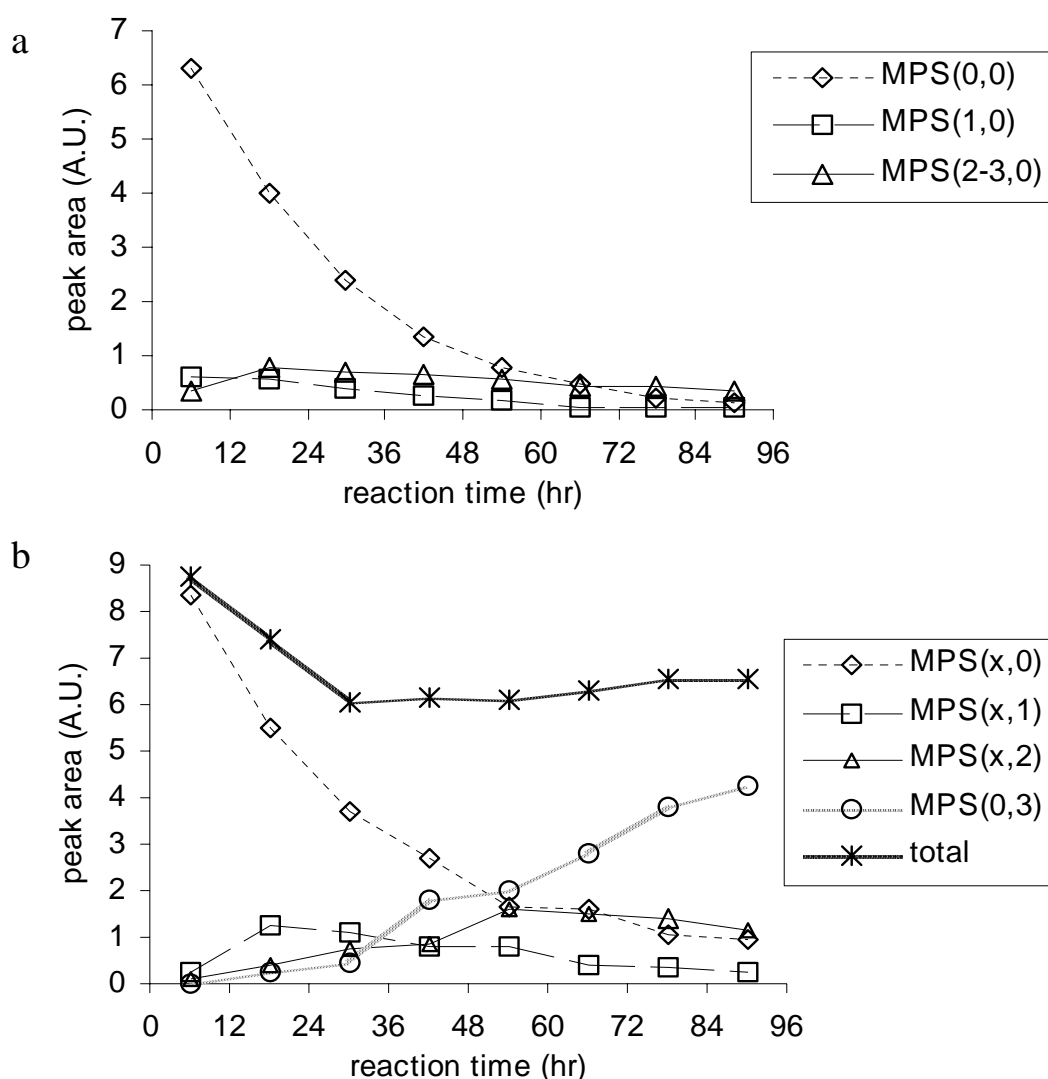 a
7
6
5
4
3
2
1
0
peak area (A.U.)
0 12 24 36 48 60 72 84 96
reaction time (hr)
MPS(0,0)
MPS(1,0)
MPS(2-3,0)
b
9
8
7
6
5
4
3
2
1
0
peak area (A.U.)
0 12 24 36 48 60 72 84 96
reaction time (hr)
MPS(x,0)
MPS(x,1)
MPS(x,2)
MPS(0,3)
total